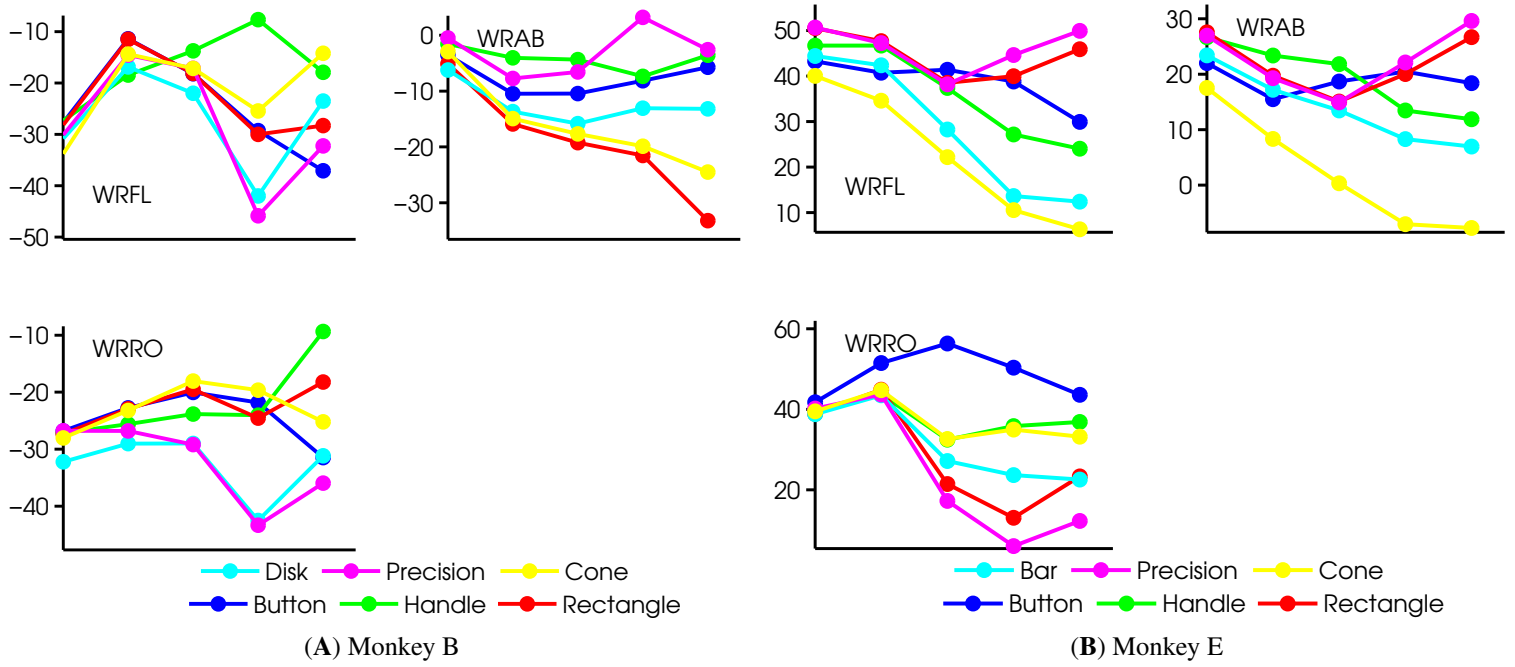 −10
−20
−30
−40
−50
WRFL
0
−10
−20
−30
WRAB
50
40
30
20
10
WRFL
30
20
10
0
WRAB
−10
−20
−30
−40
WRRO
60
40
20
WRRO
Disk Precision Cone
Button Handle Rectangle
Bar Precision Cone
Button Handle Rectangle
(A) Monkey B
(B) Monkey E